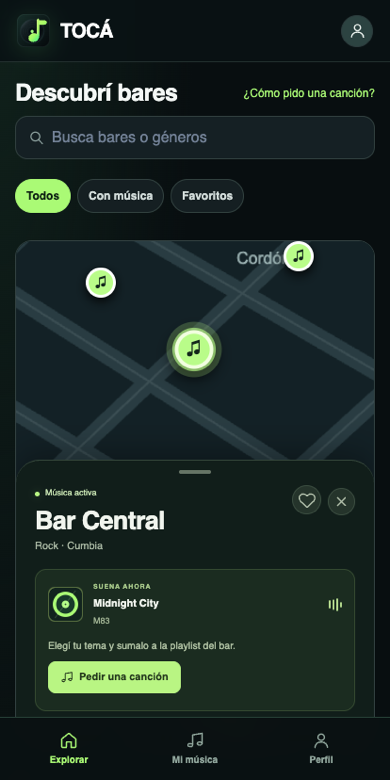 TOCÁ
Descubrí bares
¿Cómo pido una canción?
Busca bares o géneros
Todos
Con música
Favoritos
Música activa
Bar Central
Rock · Cumbia
SUENA AHORA
Midnight City
M83
Elegí tu tema y sumalo a la playlist del bar.
Pedir una canción
Explorar
Mi música
Perfil